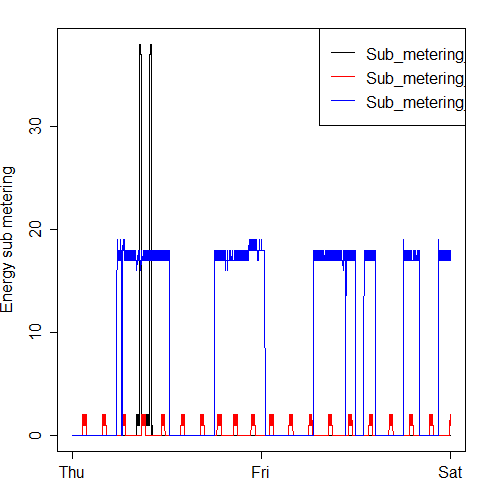 Energy sub metering
0
10
20
30
Thu
Fri
Sat
Sub_metering_
Sub_metering_
Sub_metering_